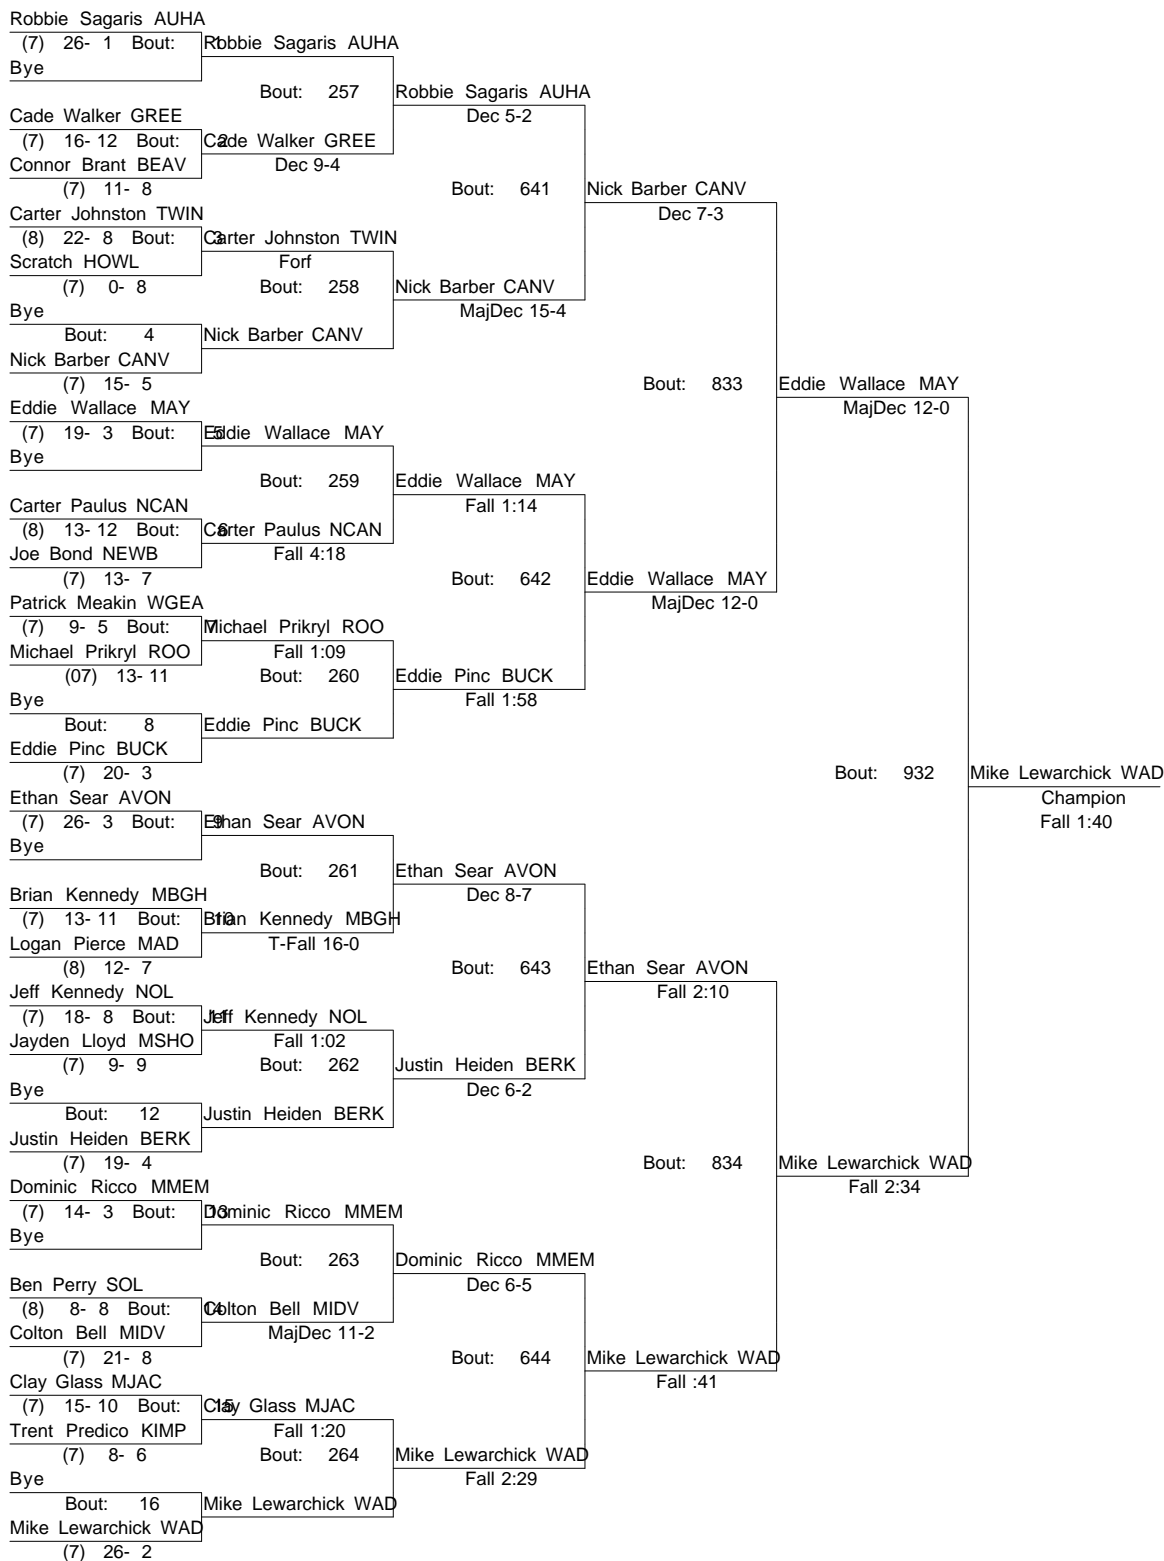 Robbie Sagaris AUHA
(7) 26- 1 Bout: 1 Robbie Sagaris AUHA
Bye
Bout: 257 Robbie Sagaris AUHA
Cade Walker GREE Dec 5-2
(7) 16- 12 Bout: 2 Cade Walker GREE
Connor Brant BEAV Dec 9-4
(7) 11- 8 Bout: 641 Nick Barber CANV
Carter Johnston TWIN Dec 7-3
(8) 22- 8 Bout: 3 Carter Johnston TWIN
Scratch HOWL Forf
(7) 0- 8 Bout: 258 Nick Barber CANV
Bye MajDec 15-4
Bout: 4 Nick Barber CANV
Nick Barber CANV
(7) 15- 5 Bout: 833 Eddie Wallace MAY
Eddie Wallace MAY MajDec 12-0
(7) 19- 3 Bout: 5 Eddie Wallace MAY
Bye
Bout: 259 Eddie Wallace MAY
Carter Paulus NCAN Fall 1:14
(8) 13- 12 Bout: 6 Carter Paulus NCAN
Joe Bond NEWB Fall 4:18
(7) 13- 7 Bout: 642 Eddie Wallace MAY
Patrick Meakin WGEA MajDec 12-0
(7) 9- 5 Bout: 7 Michael Prikryl ROO
Michael Prikryl ROO Fall 1:09
(07) 13- 11 Bout: 260 Eddie Pinc BUCK
Bye Fall 1:58
Bout: 8 Eddie Pinc BUCK
Eddie Pinc BUCK
(7) 20- 3 Bout: 932 Mike Lewarchick WAD
Ethan Sear AVON Champion
(7) 26- 3 Bout: 9 Ethan Sear AVON Fall 1:40
Bye
Bout: 261 Ethan Sear AVON
Brian Kennedy MBGH Dec 8-7
(7) 13- 11 Bout: 10 Brian Kennedy MBGH
Logan Pierce MAD T-Fall 16-0
(8) 12- 7 Bout: 643 Ethan Sear AVON
Jeff Kennedy NOL Fall 2:10
(7) 18- 8 Bout: 11 Jeff Kennedy NOL
Jayden Lloyd MSHO Fall 1:02
(7) 9- 9 Bout: 262 Justin Heiden BERK
Bye Dec 6-2
Bout: 12 Justin Heiden BERK
Justin Heiden BERK
(7) 19- 4 Bout: 834 Mike Lewarchick WAD
Dominic Ricco MMEM Fall 2:34
(7) 14- 3 Bout: 13 Dominic Ricco MMEM
Bye
Bout: 263 Dominic Ricco MMEM
Ben Perry SOL Dec 6-5
(8) 8- 8 Bout: 14 Colton Bell MIDV
Colton Bell MIDV MajDec 11-2
(7) 21- 8 Bout: 644 Mike Lewarchick WAD
Clay Glass MJAC Fall :41
(7) 15- 10 Bout: 15 Clay Glass MJAC
Trent Predico KIMP Fall 1:20
(7) 8- 6 Bout: 264 Mike Lewarchick WAD
Bye Fall 2:29
Bout: 16 Mike Lewarchick WAD
Mike Lewarchick WAD
(7) 26- 2